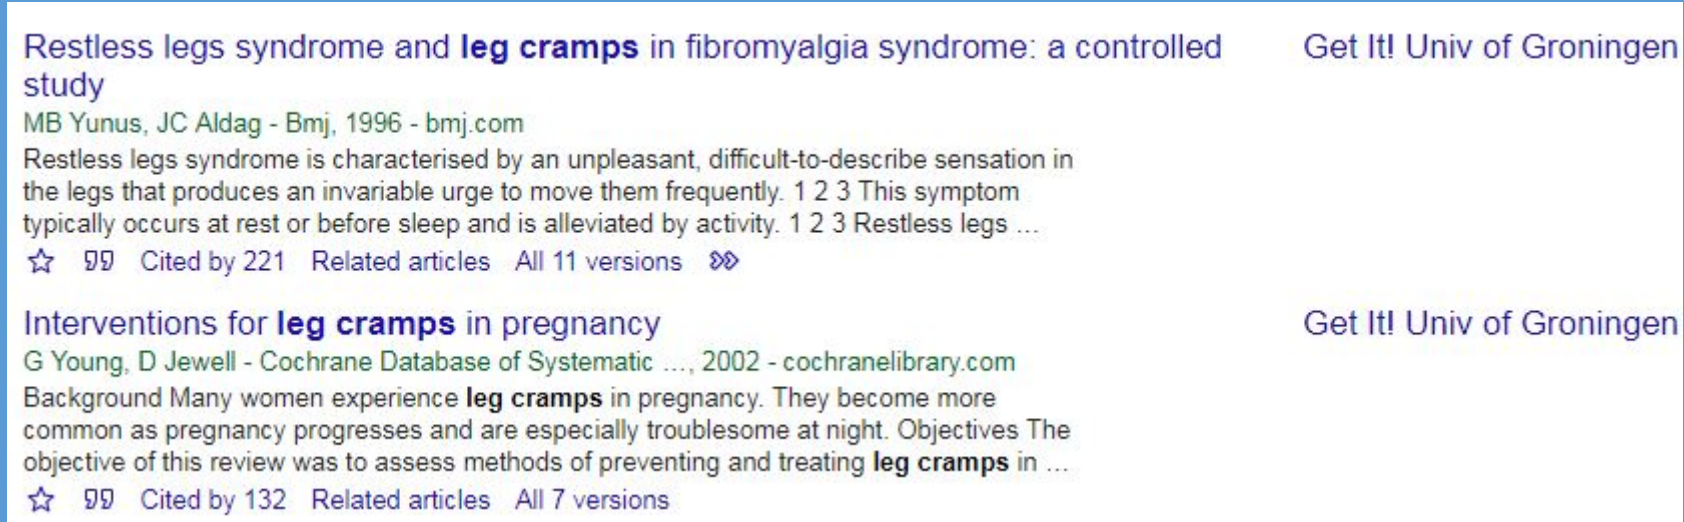 Restless legs syndrome and leg cramps in fibromyalgia syndrome: a controlled
study
Get It! Univ of Groningen
MB Yunus, JC Aldag - Bmj, 1996 - bmj.com
Restless legs syndrome is characterised by an unpleasant, difficult-to-describe sensation in
the legs that produces an invariable urge to move them frequently. 1 2 3 This symptom
typically occurs at rest or before sleep and is alleviated by activity. 1 2 3 Restless legs ...
Cited by 221 Related articles All 11 versions
Interventions for leg cramps in pregnancy
Get It! Univ of Groningen
G Young, D Jewell - Cochrane Database of Systematic ..., 2002 - cochranelibrary.com
Background Many women experience leg cramps in pregnancy. They become more
common as pregnancy progresses and are especially troublesome at night. Objectives The
objective of this review was to assess methods of preventing and treating leg cramps in ...
Cited by 132 Related articles All 7 versions